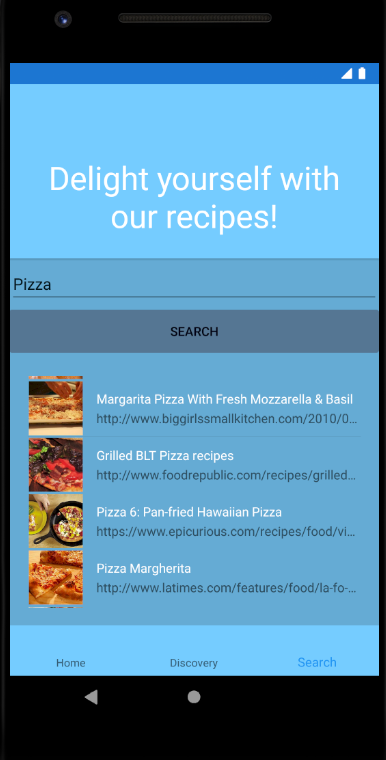 Delight yourself with
our recipes!
Pizza
SEARCH
Margarita Pizza With Fresh Mozzarella & Basil
http://www.biggirlssmallkitchen.com/2010/0...
Grilled BLT Pizza recipes
http://www.foodrepublic.com/recipes/grilled...
Pizza 6: Pan-fried Hawaiian Pizza
https://www.epicurious.com/recipes/food/vi...
Pizza Margherita
http://www.latimes.com/features/food/la-fo-...
Home
Discovery
Search